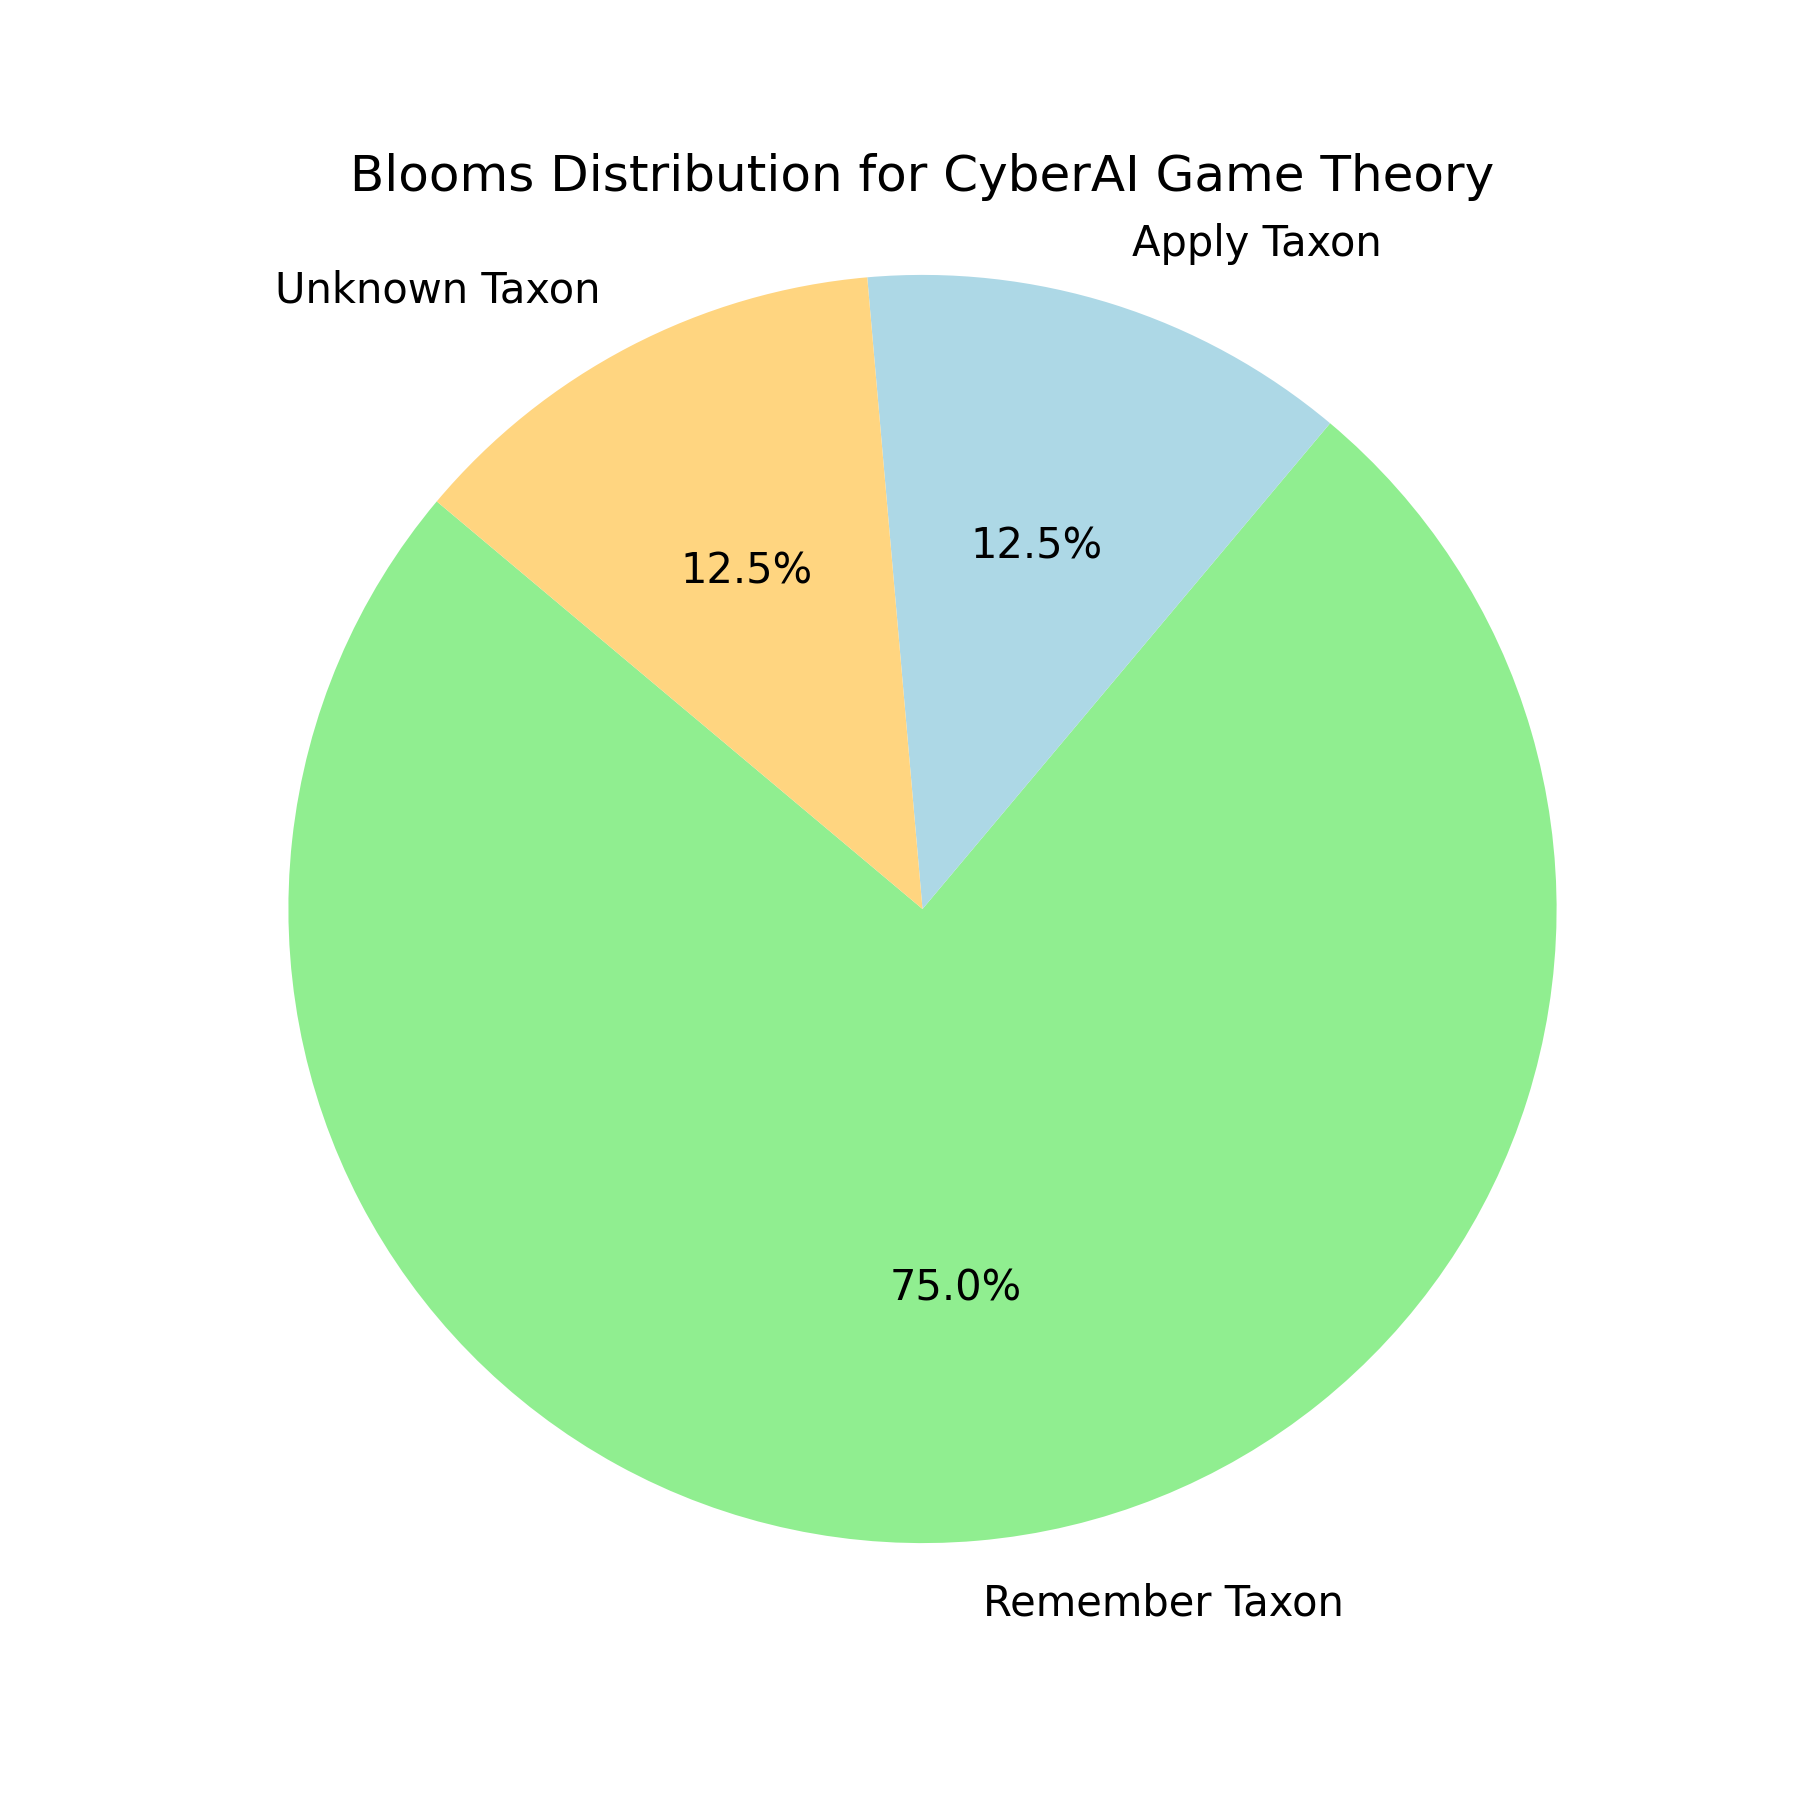 Blooms Distribution for CyberAI Game Theory
Apply Taxon
Unknown Taxon
12.5%
12.5%
75.0%
Remember Taxon